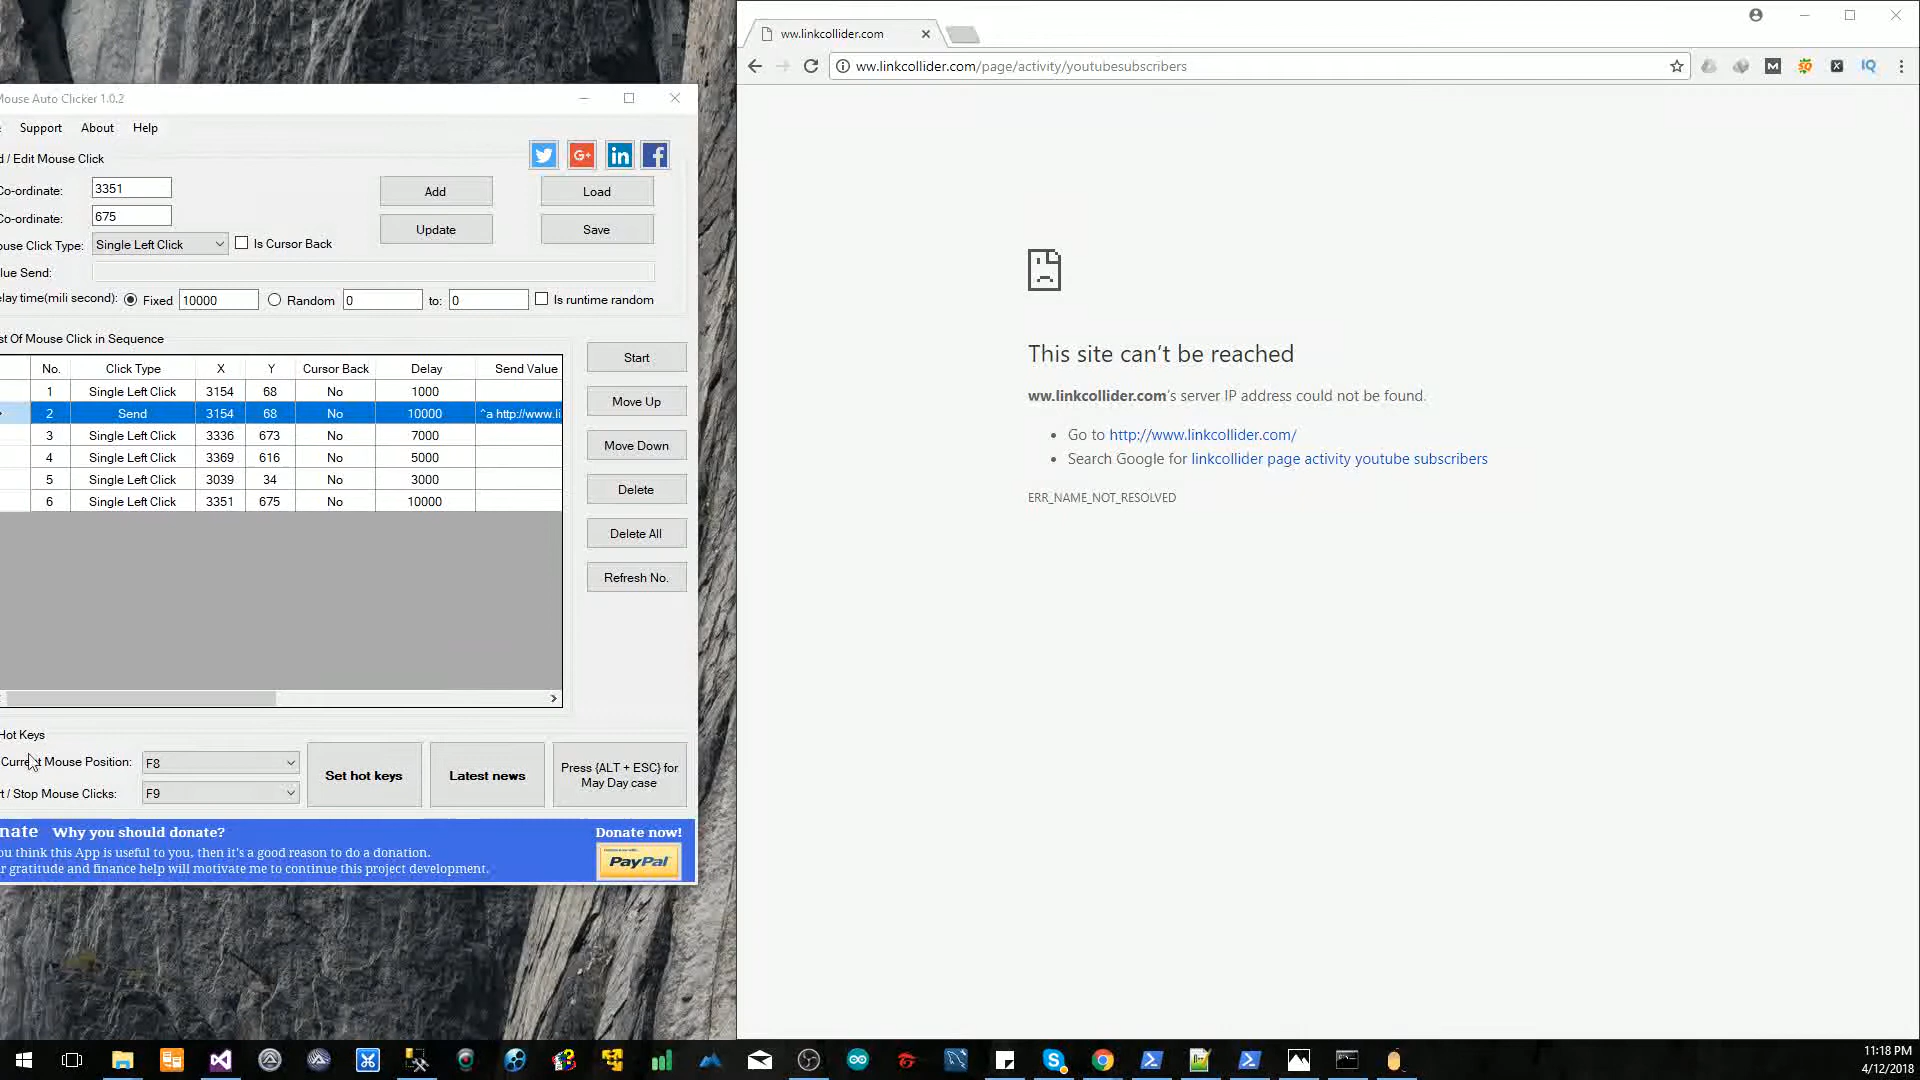 Mouse Auto Clicker 1.0.2
Support About Help
d / Edit Mouse Click
Co-ordinate: 3351
Co-ordinate: 675
ouse Click Type: Single Left Click Is Cursor Back
lue Send:
elay time(mili second): Fixed 10000 Random 0 to: 0 Is runtime random
Add Load
Update Save
in
G+
st Of Mouse Click in Sequence
No. Click Type X Y Cursor Back Delay Send Value
1 Single Left Click 3154 68 No 1000
2 Send 3154 68 No 10000 ^a http://www.li
3 Single Left Click 3336 673 No 7000
4 Single Left Click 3369 616 No 5000
5 Single Left Click 3039 34 No 3000
6 Single Left Click 3351 675 No 10000
Start
Move Up
Move Down
Delete
Delete All
Refresh No.
Hot Keys
Current Mouse Position: F8
rt / Stop Mouse Clicks: F9
Set hot keys
Latest news
Press {ALT + ESC} for
May Day case
nate Why you should donate? Donate now!
ou think this App is useful to you, then it's a good reason to do a donation.
r gratitude and finance help will motivate me to continue this project development.
PayPal
ww.linkcollider.com
ww.linkcollider.com/page/activity/youtubesubscribers
M
X
IQ
This site can’t be reached
ww.linkcollider.com’s server IP address could not be found.
Go to http://www.linkcollider.com/
Search Google for linkcollider page activity youtube subscribers
ERR_NAME_NOT_RESOLVED
11:18 PM
4/12/2018